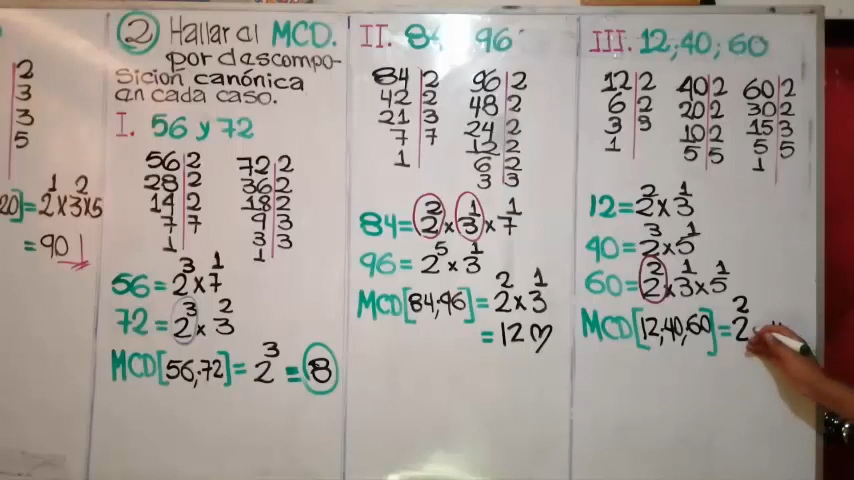 2
3
3
5
20]=2¹x3²x5
=90
② Hallar el MCD.
por descompo-
sición canónica
en cada caso.
I. 56 y 72
56|2 72|2
28|2 36|2
14|2 18|2
7|7 9|3
1 3|3
1
56=2³x7¹
72=2³x3²
MCD[56,72]=2³=8
II. 84 96
84|2 96|2
42|2 48|2
21|3 24|2
7|7 12|2
1 6|2
3|3
84=2²x3¹x7¹
96=2⁵x3¹
MCD[84,96]=2²x3¹
=12
III. 12; 40; 60
12|2 40|2 60|2
6|2 20|2 30|2
3|3 10|2 15|3
1 5|5 5|5
1
12=2²x3¹
40=2³x5¹
60=2²x3¹x5¹
MCD[12,40,60]=2²